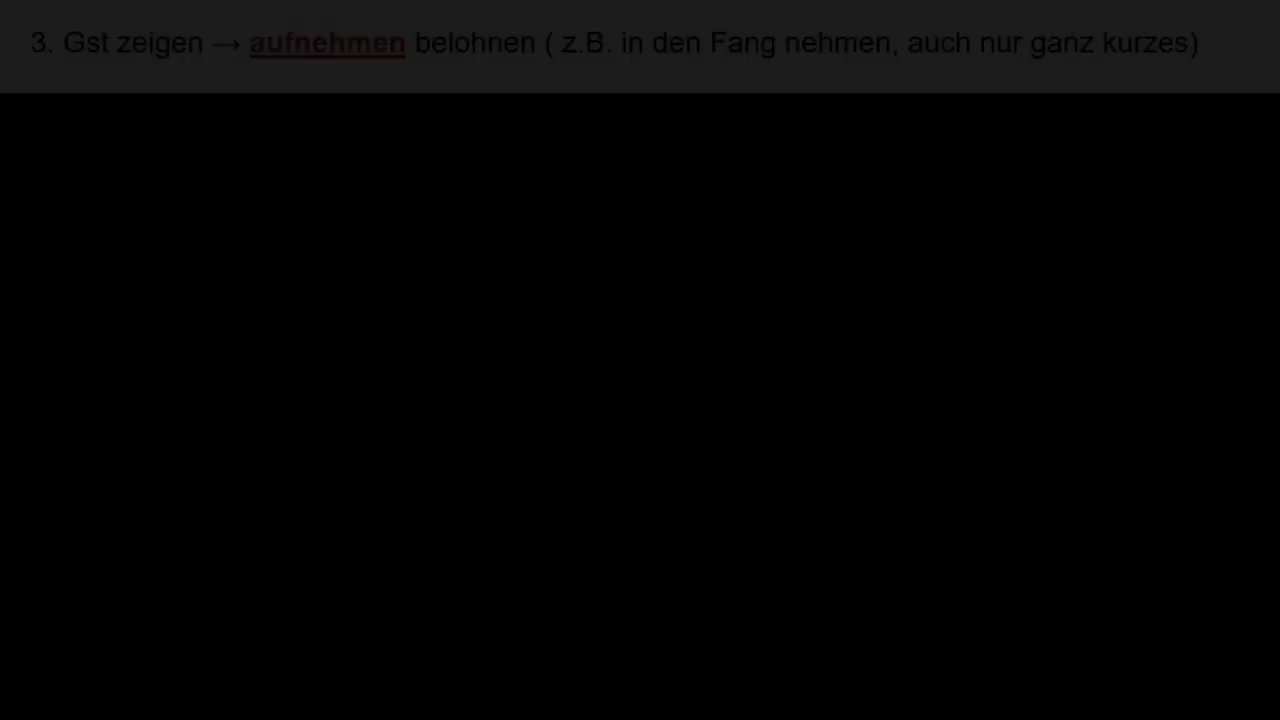 3. Gst zeigen → aufnehmen belohnen ( z.B. in den Fang nehmen, auch nur ganz kurzes)